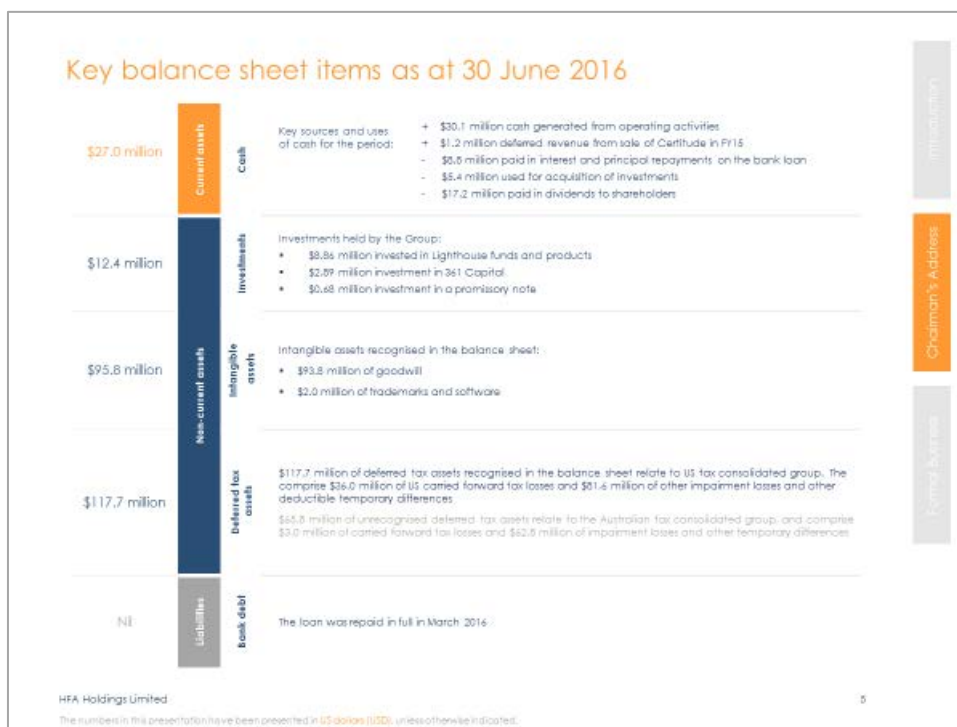 Key balance sheet items as at 30 June 2016
Introduction
Chairman's Address
Formal Business
$27.0 million
Current assets
Cash
Key sources and uses
of cash for the period:
+ $30.1 million cash generated from operating activities
+ $1.2 million deferred revenue from sale of Certitude in FY15
- $8.8 million paid in interest and principal repayments on the bank loan
- $5.4 million used for acquisition of investments
- $17.2 million paid in dividends to shareholders
$12.4 million
Non-current assets
Investments
Investments held by the Group:
• $8.86 million invested in Lighthouse funds and products
• $2.89 million investment in 361 Capital
• $0.68 million investment in a promissory note
$95.8 million
Intangible
assets
Intangible assets recognised in the balance sheet:
• $93.8 million of goodwill
• $2.0 million of trademarks and software
$117.7 million
Deferred tax
assets
$117.7 million of deferred tax assets recognised in the balance sheet relate to US tax consolidated group. The
comprise $36.0 million of US carried forward tax losses and $81.6 million of other impairment losses and other
deductible temporary differences
$65.8 million of unrecognised deferred tax assets relate to the Australian tax consolidated group, and comprise
$3.0 million of carried forward tax losses and $62.8 million of impairment losses and other temporary differences
Nil
Liabilities
Bank debt
The loan was repaid in full in March 2016
HFA Holdings Limited
5
The numbers in this presentation have been presented in US dollars (USD), unless otherwise indicated.